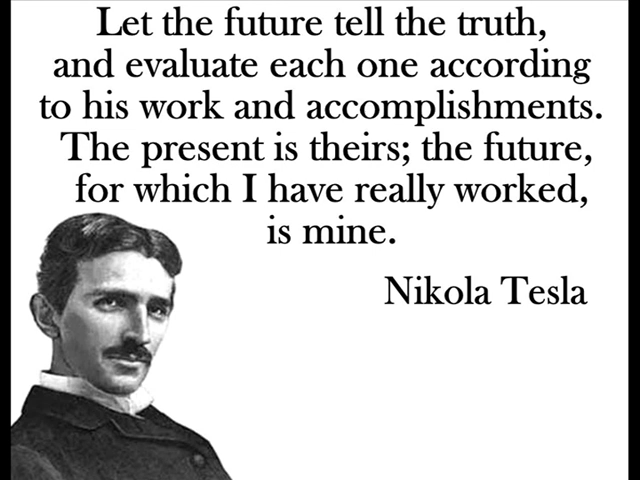 Let the future tell the truth,
and evaluate each one according
to his work and accomplishments.
The present is theirs; the future,
for which I have really worked,
is mine.
Nikola Tesla